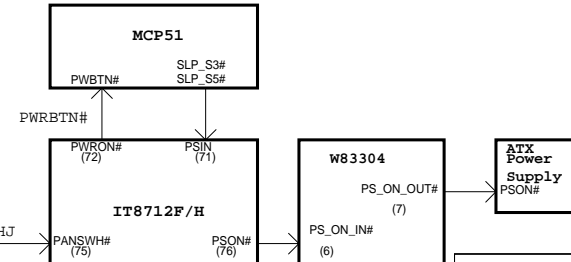 MCP51
SLP_S3#
PWBTN# SLP_S5#
PWRBTN#
PWRON# PSIN
(72) (71)
W83304
ATX
Power
Supply
PS_ON_OUT# PSON#
(7)
IT8712F/H
PS_ON_IN#
HJ PANSWH# PSON#
(75) (76) (6)